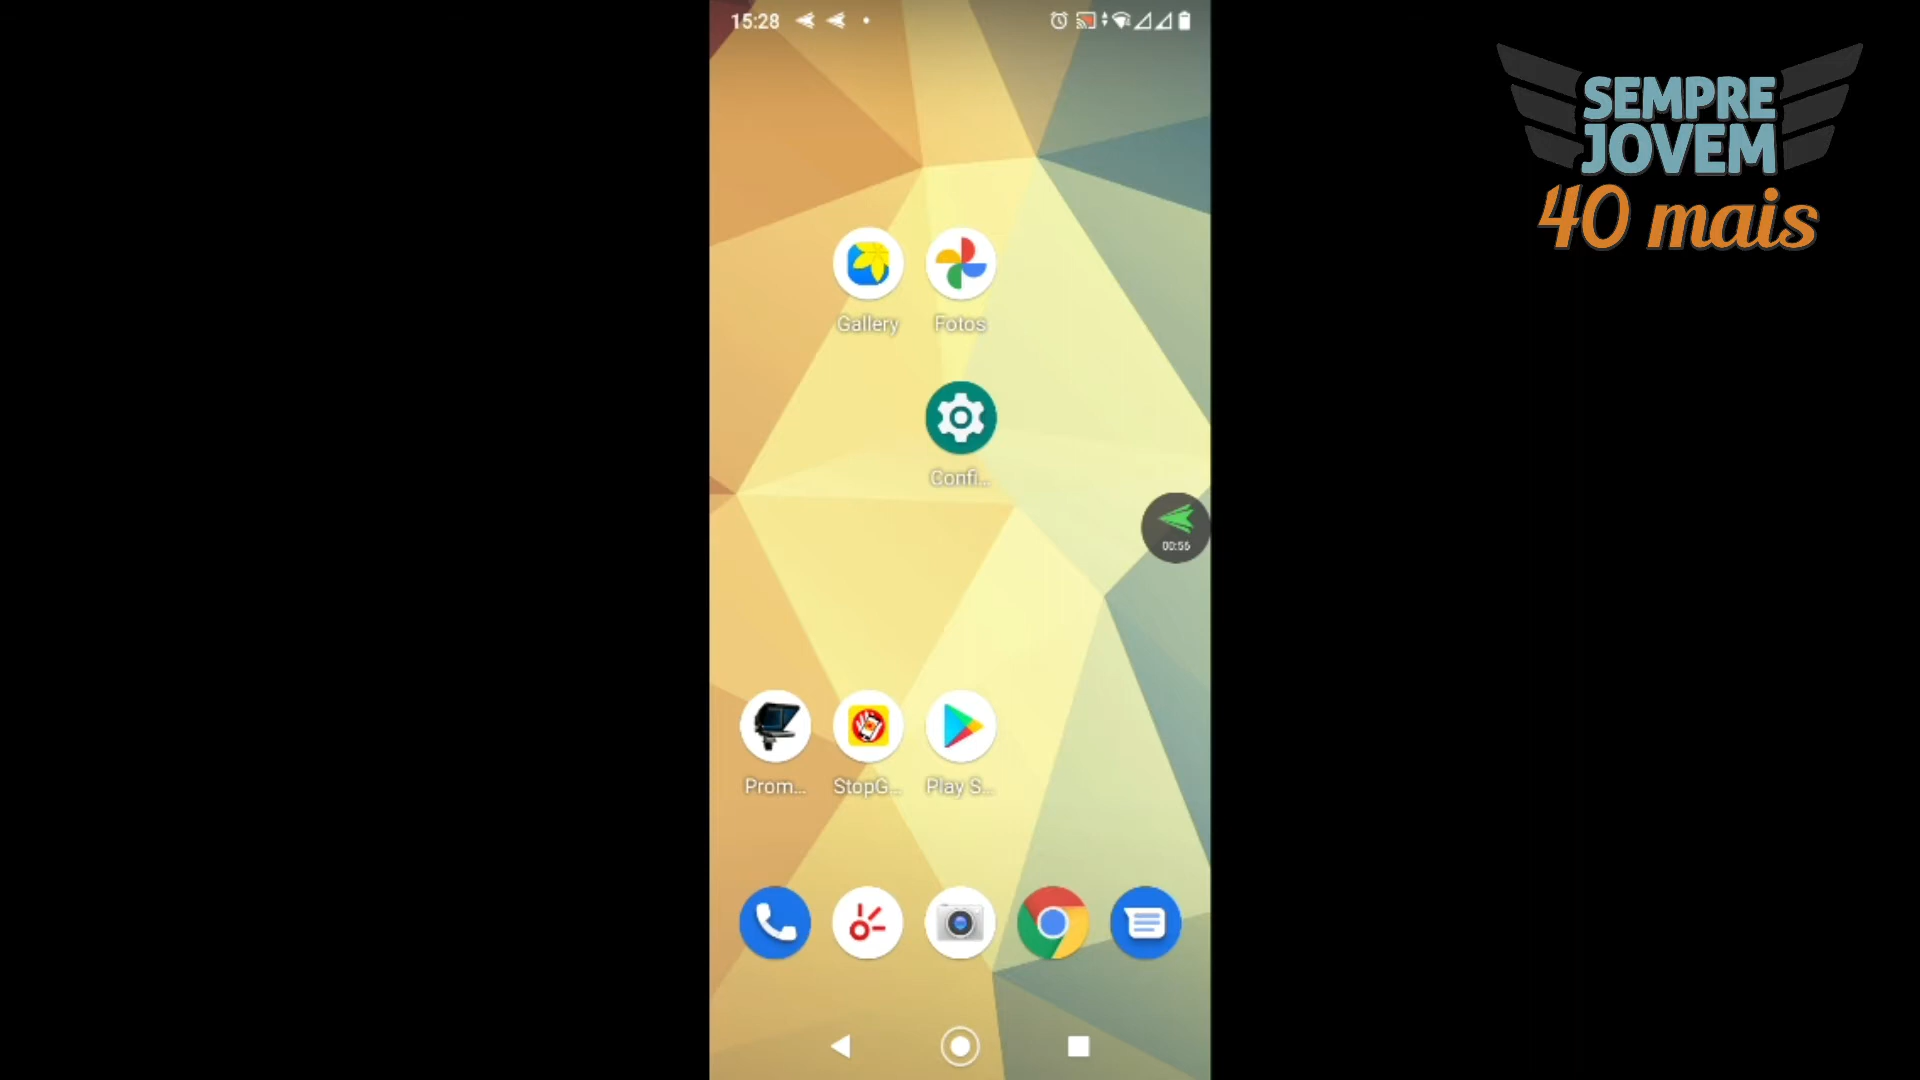 15:28
SEMPRE
JOVEM
40 mais
Gallery
Fotos
Confi...
00:56
Prom...
StopG...
Play S...